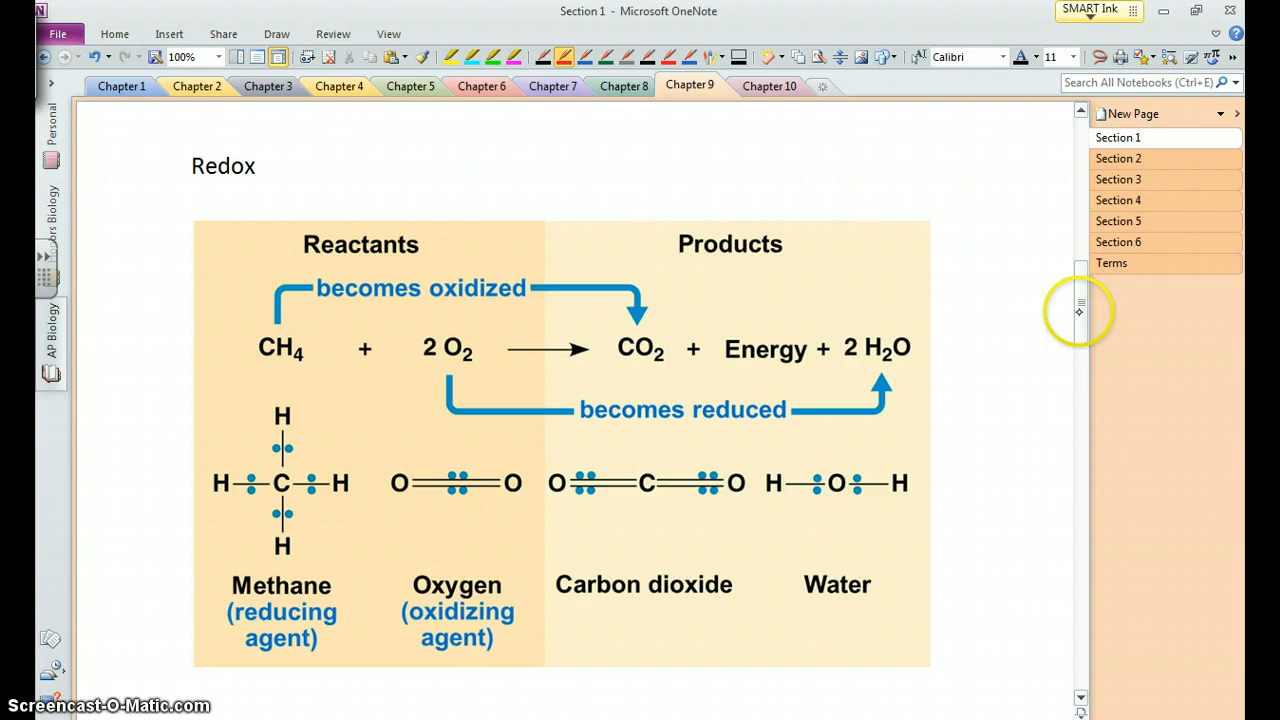 Section 1 - Microsoft OneNote
SMART Ink
File Home Insert Share Draw Review View
100% Calibri 11
Chapter 1 Chapter 2 Chapter 3 Chapter 4 Chapter 5 Chapter 6 Chapter 7 Chapter 8 Chapter 9 Chapter 10
Search All Notebooks (Ctrl+E)
New Page
Section 1
Section 2
Section 3
Section 4
Section 5
Section 6
Terms
Personal
Biology
AP Biology
Redox
Reactants Products
becomes oxidized
CH₄ + 2 O₂ → CO₂ + Energy + 2 H₂O
becomes reduced
H
H C H O O O C O H O H
H
Methane Oxygen Carbon dioxide Water
(reducing (oxidizing
agent) agent)
Screencast-O-Matic.com